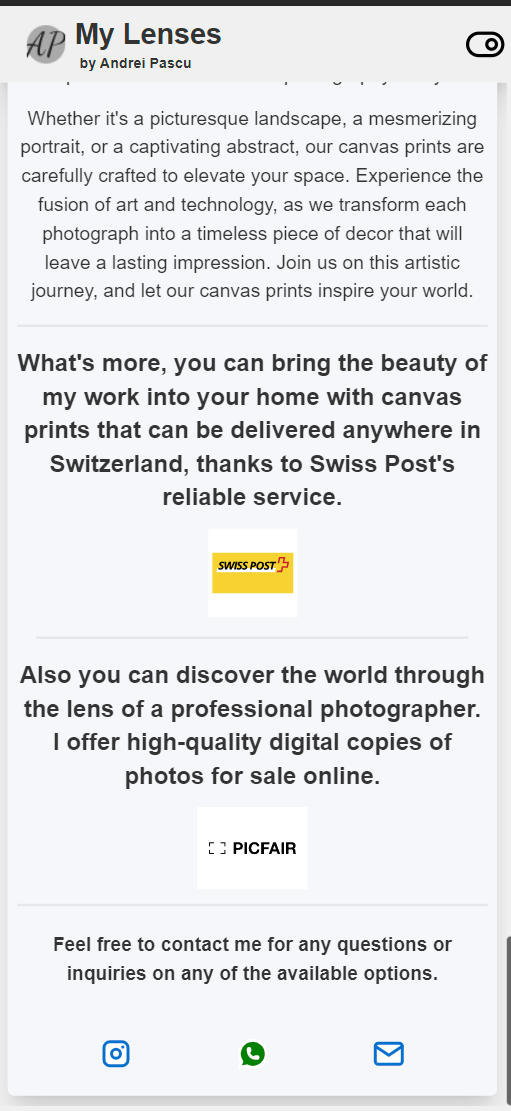 AP
My Lenses
by Andrei Pascu
Whether it's a picturesque landscape, a mesmerizing
portrait, or a captivating abstract, our canvas prints are
carefully crafted to elevate your space. Experience the
fusion of art and technology, as we transform each
photograph into a timeless piece of decor that will
leave a lasting impression. Join us on this artistic
journey, and let our canvas prints inspire your world.
What's more, you can bring the beauty of
my work into your home with canvas
prints that can be delivered anywhere in
Switzerland, thanks to Swiss Post's
reliable service.
SWISS POST
Also you can discover the world through
the lens of a professional photographer.
I offer high-quality digital copies of
photos for sale online.
PICFAIR
Feel free to contact me for any questions or
inquiries on any of the available options.